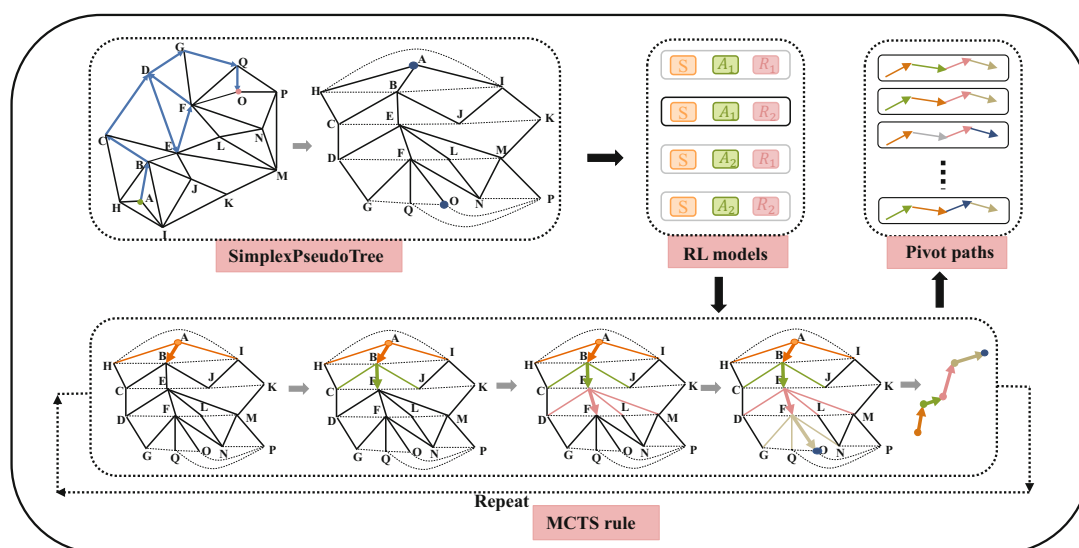 G
Q
D
O
P
F
N
C
E
L
B
M
J
A
K
H
I
A
I
H
B
J
K
C
E
L
M
D
F
P
G
Q
O
N
SimplexPseudoTree
S A₁ R₁
S A₁ R₂
S A₂ R₁
S A₂ R₂
RL models
Pivot paths
A
B
I
H
E
J
K
C
F
L
M
D
G
Q
O
N
P
A
B
I
H
E
J
K
C
F
L
M
D
G
Q
O
N
P
A
B
I
H
E
J
K
C
F
L
M
D
G
Q
O
N
P
A
B
I
H
E
J
K
C
F
L
M
D
G
Q
O
N
P
Repeat
MCTS rule